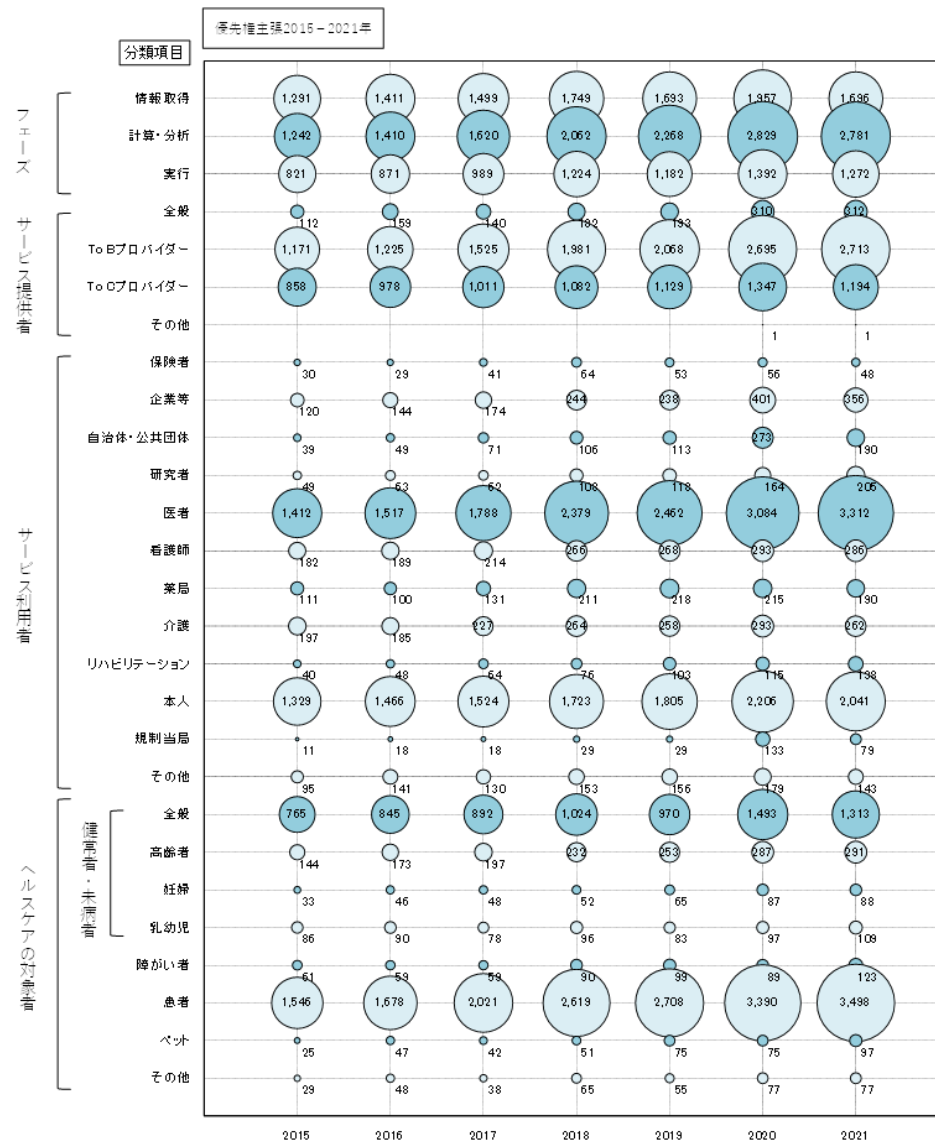 優先権主張2015-2021年
分類項目
フェーズ
情報取得 1,291 1,411 1,499 1,749 1,693 1,957 1,696
計算・分析 1,242 1,410 1,620 2,062 2,268 2,829 2,781
実行 821 871 989 1,224 1,182 1,392 1,272
サービス提供者
全般 112 159 140 192 193 310 312
To Bプロバイダー 1,171 1,225 1,525 1,981 2,068 2,695 2,713
To Cプロバイダー 858 978 1,011 1,082 1,129 1,347 1,194
その他 1 1
サービス利用者
保険者 30 29 41 64 53 56 48
企業等 120 144 174 244 238 401 356
自治体・公共団体 39 49 71 106 113 273 190
研究者 49 53 62 108 118 164 205
医者 1,412 1,517 1,788 2,379 2,462 3,084 3,312
看護師 182 189 214 266 268 293 286
薬局 111 100 131 211 218 215 190
介護 197 185 227 264 258 293 262
リハビリテーション 40 48 64 76 103 115 138
本人 1,329 1,466 1,524 1,723 1,805 2,206 2,041
規制当局 11 18 18 29 29 133 79
その他 95 141 130 153 156 179 143
ヘルスケアの対象者
健常者・未病者
全般 765 845 892 1,024 970 1,493 1,313
高齢者 144 173 197 232 253 287 291
妊婦 33 46 48 52 65 87 88
乳幼児 86 90 78 96 83 97 109
障がい者 61 59 59 90 99 89 123
患者 1,546 1,678 2,021 2,619 2,708 3,390 3,498
ペット 25 47 42 51 75 75 97
その他 29 48 38 65 55 77 77
2015 2016 2017 2018 2019 2020 2021